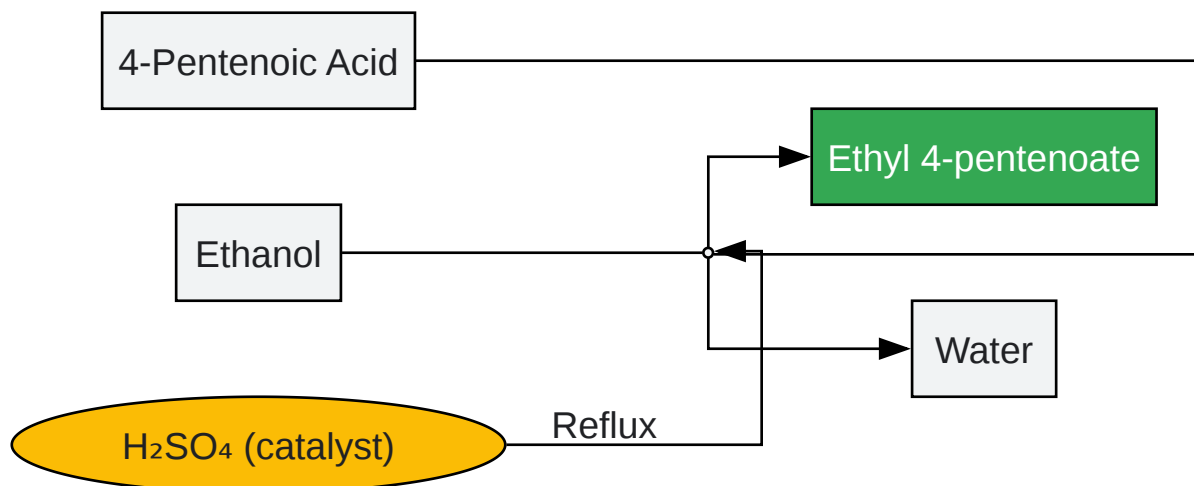 4-Pentenoic Acid
Ethyl 4-pentenoate
Ethanol
Water
Reflux
H₂SO₄ (catalyst)